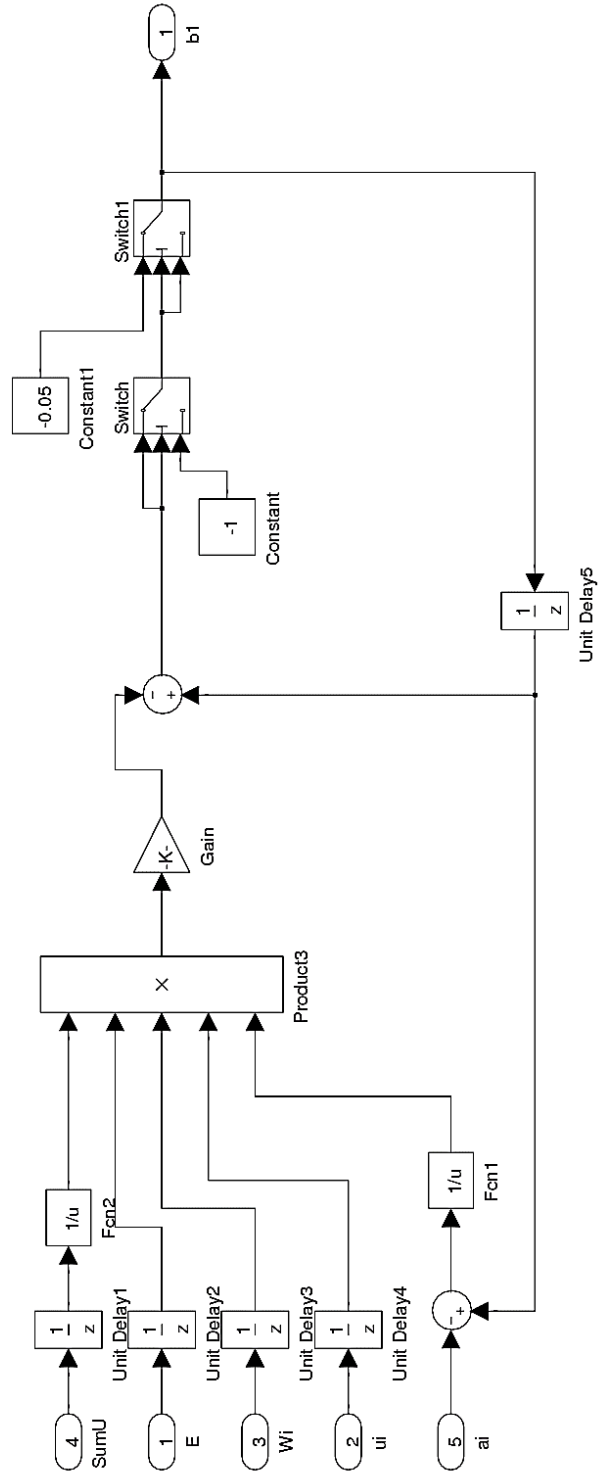 4
SumU
1
z
Unit Delay1
1/u
Fcn2
1
E
1
z
Unit Delay2
3
Wi
1
z
Unit Delay3
2
ui
1
z
Unit Delay4
5
ai
-
+
1/u
Fcn1
×
Product3
-K-
Gain
-
+
-1
Constant
Switch
-0.05
Constant1
Switch1
1
b1
1
z
Unit Delay5